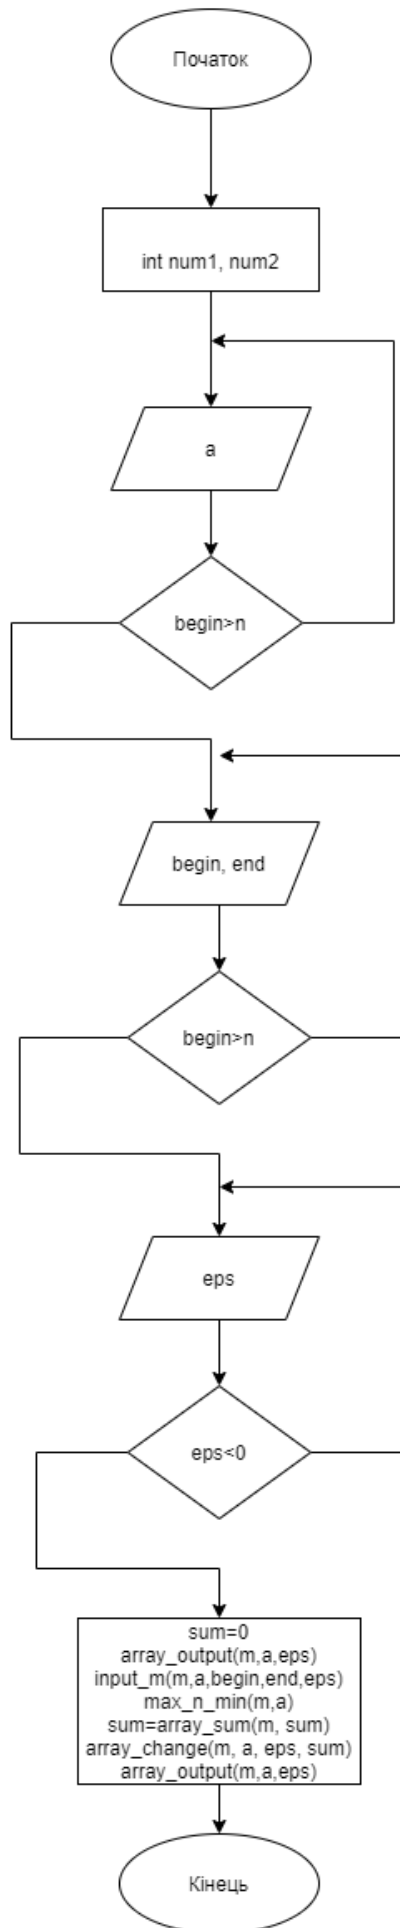 Початок
int num1, num2
a
begin>n
begin, end
begin>n
eps
eps<0
sum=0
array_output(m,a,eps)
input_m(m,a,begin,end,eps)
max_n_min(m,a)
sum=array_sum(m, sum)
array_change(m, a, eps, sum)
array_output(m,a,eps)
Кінець